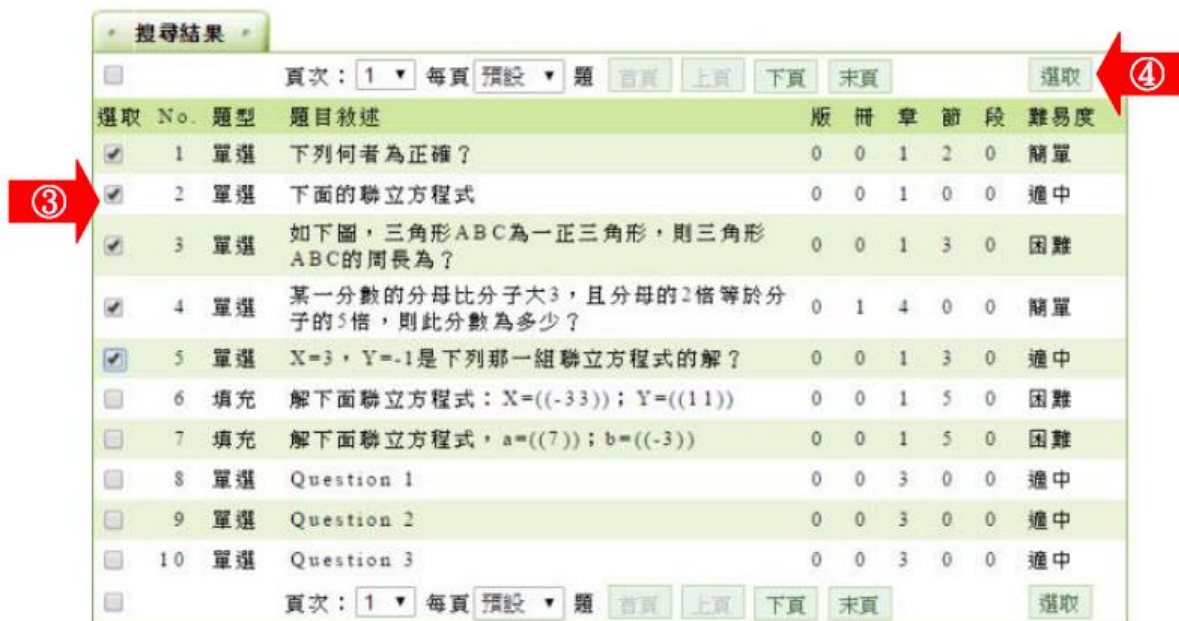 搜尋結果
頁次： 1 每頁 預設 題 首頁 上頁 下頁 末頁 選取 ④
選取 No. 題型 題目敘述 版 冊 章 節 段 難易度
1 單選 下列何者為正確？ 0 0 1 2 0 簡單
③ 2 單選 下面的聯立方程式 0 0 1 0 0 適中
3 單選 如下圖，三角形ABC為一正三角形，則三角形 0 0 1 3 0 困難
ABC的周長為？
4 單選 某一分數的分母比分子大3，且分母的2倍等於分 0 1 4 0 0 簡單
子的5倍，則此分數為多少？
5 單選 X=3，Y=-1是下列那一組聯立方程式的解？ 0 0 1 3 0 適中
6 填充 解下面聯立方程式：X=((-33))；Y=((11)) 0 0 1 5 0 困難
7 填充 解下面聯立方程式，a=((7))；b=((-3)) 0 0 1 5 0 困難
8 單選 Question 1 0 0 3 0 0 適中
9 單選 Question 2 0 0 3 0 0 適中
10 單選 Question 3 0 0 3 0 0 適中
頁次： 1 每頁 預設 題 首頁 上頁 下頁 末頁 選取